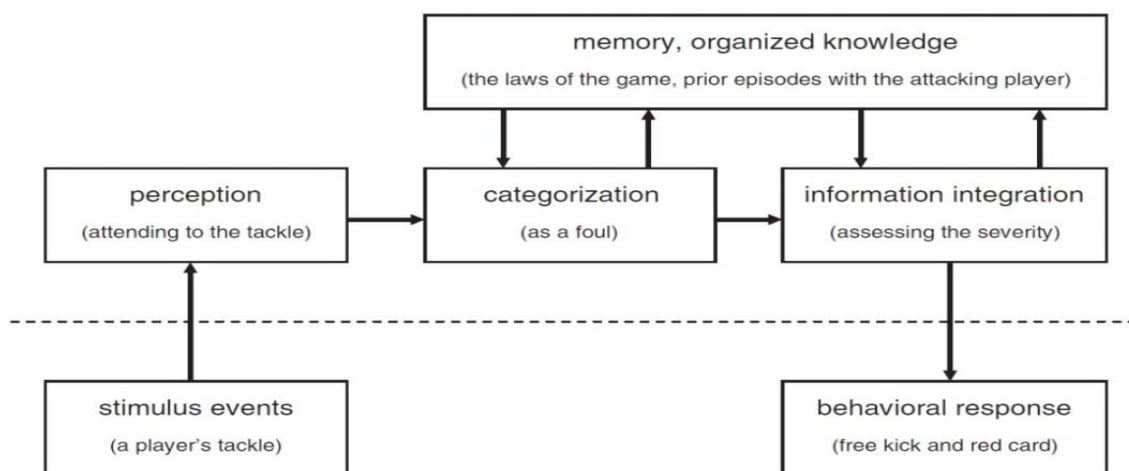 memory, organized knowledge
(the laws of the game, prior episodes with the attacking player)
perception
(attending to the tackle)
categorization
(as a foul)
information integration
(assessing the severity)
stimulus events
(a player's tackle)
behavioral response
(free kick and red card)